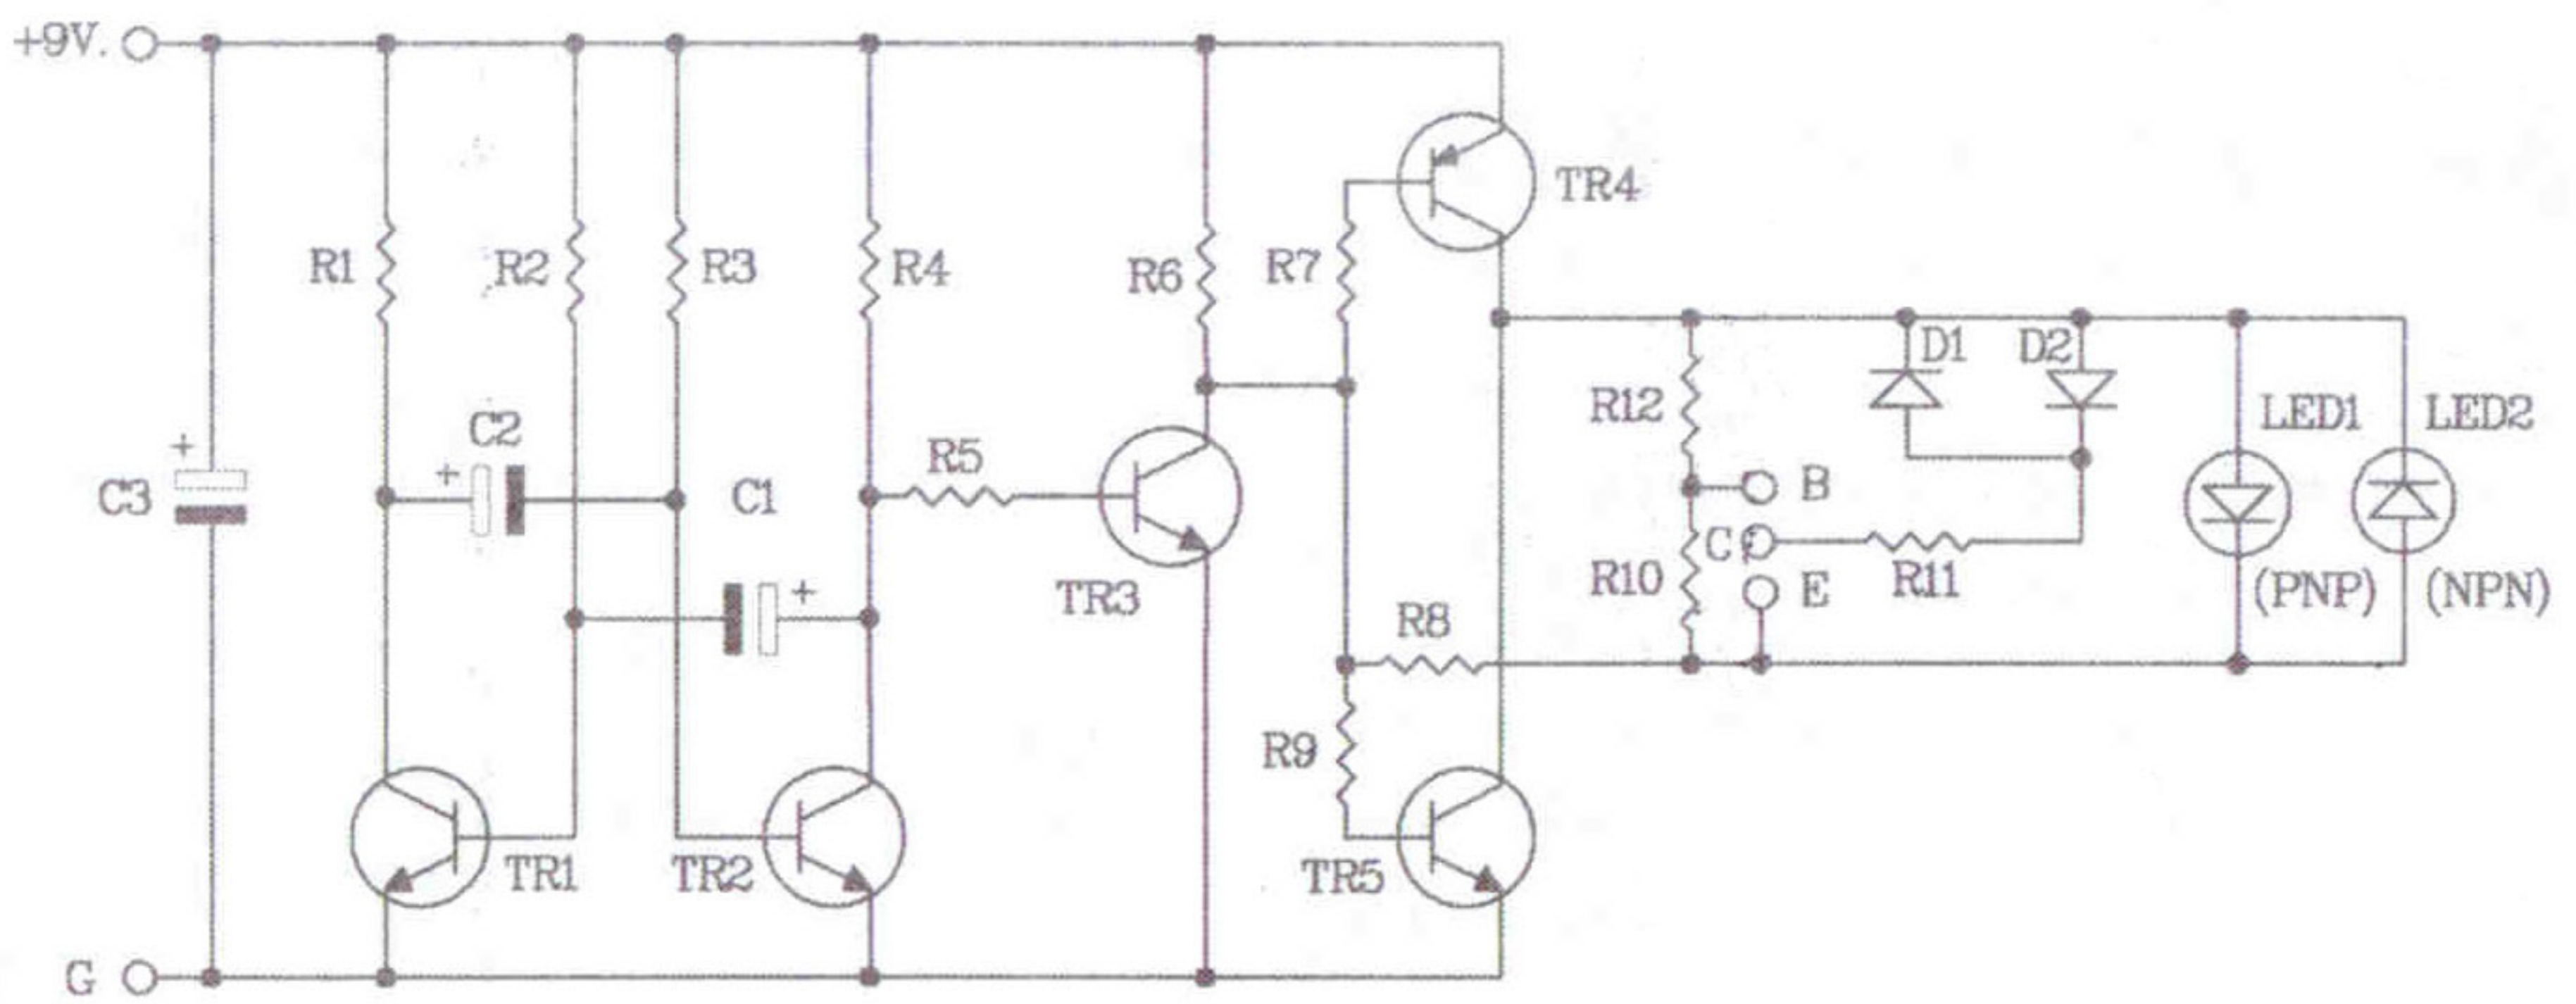 +9V.
TR4
R1
R2
R3
R4
R6
R7
D1
D2
R12
LED1
LED2
C2
+
+
R5
C3
C1
B
C
R10
E
R11
(PNP)
(NPN)
+
TR3
R8
R9
TR1
TR2
TR5
G